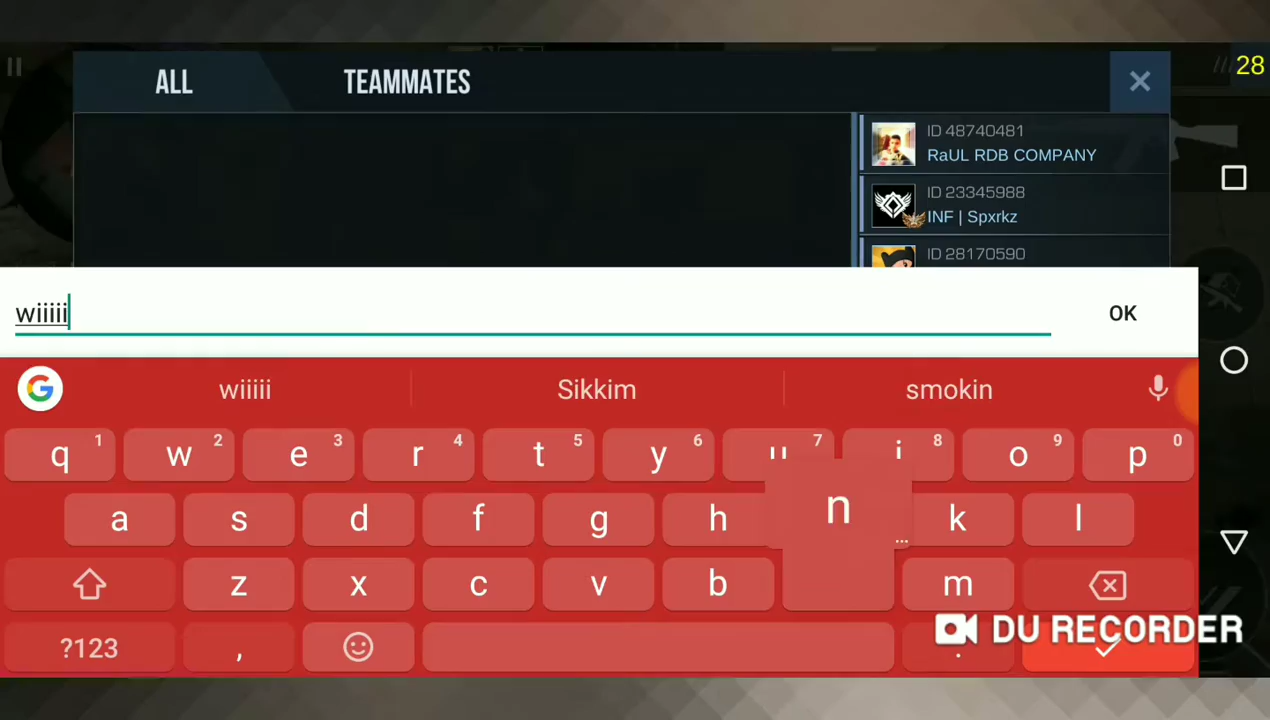 ALL TEAMMATES ×
28
ID 48740481
RaUL RDB COMPANY
ID 23345988
INF | Spxrkz
ID 28170590
wiiiii OK
G wiiiii Sikkim smokin
q 1 w 2 e 3 r 4 t 5 y 6 u 7 i 8 o 9 p 0
a s d f g h n ... k l
z x c v b m
?123 , .
DU RECORDER